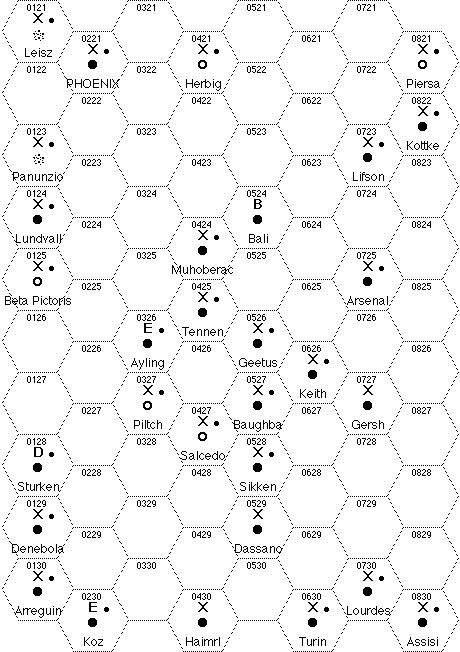 0121 0321 0521 0721
X
0221 0421 0621 0821
X X X
Leisz
0122 0322 0522 0722
PHOENIX Herbig Piersa
0222 0422 0622 0822
X
0123 0323 0523 0723
X X
Kottke
0223 0423 0623 0823
Panunzio Lifson
0124 0324 0524 0724
X B
0224 0424 0624 0824
X
Lundvall Bali
0125 0325 0525 0725
X X
Muhoberac
0225 0425 0625 0825
X
Beta Pictoris Arsenal
0126 0326 0526 0726
E X
Tennen
0226 0426 0626 0826
X
Ayling Geetus
0127 0327 0527 0727
X X X
Keith
0227 0427 0627 0827
X
Piltch Baughba Gersh
0128 0328 0528 0728
D X
Salcedo
0228 0428 0628 0828
Sturken Sikken
0129 0329 0529 0729
X X
0229 0429 0629 0829
Denebola Dassano
0130 0330 0530 0730
X X
0230 0430 0630 0830
E X X X
Arreguin Lourdes
Koz Haimrl Turin Assisi